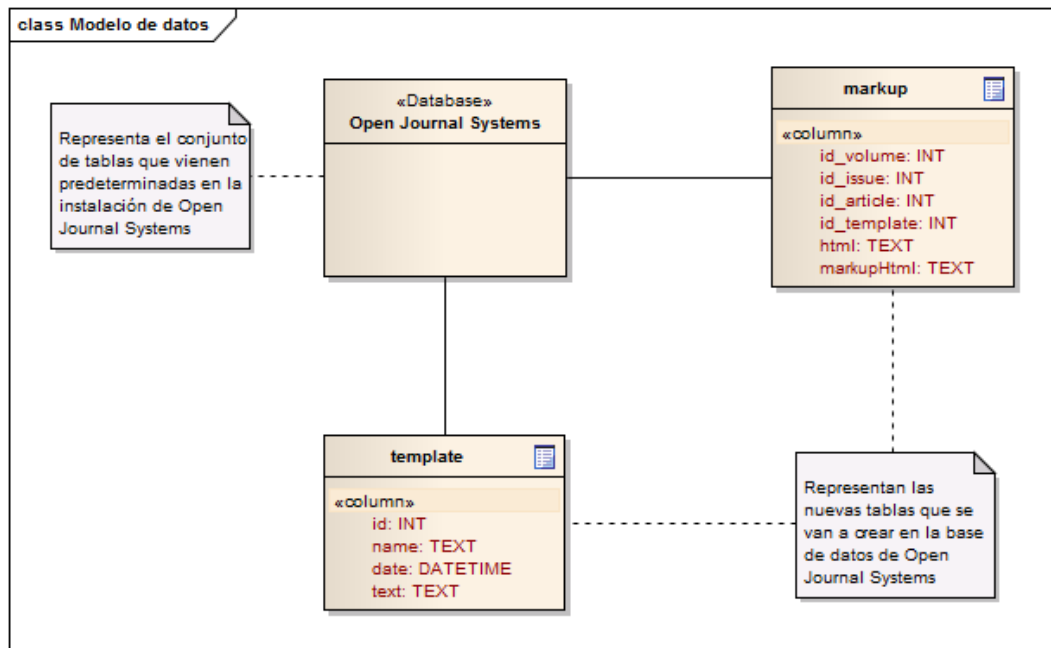 class Modelo de datos
Representa el conjunto
de tablas que vienen
predeterminadas en la
instalación de Open
Journal Systems
«Database»
Open Journal Systems
markup
«column»
id_volume: INT
id_issue: INT
id_article: INT
id_template: INT
html: TEXT
markupHtml: TEXT
template
«column»
id: INT
name: TEXT
date: DATETIME
text: TEXT
Representan las
nuevas tablas que se
van a crear en la base
de datos de Open
Journal Systems